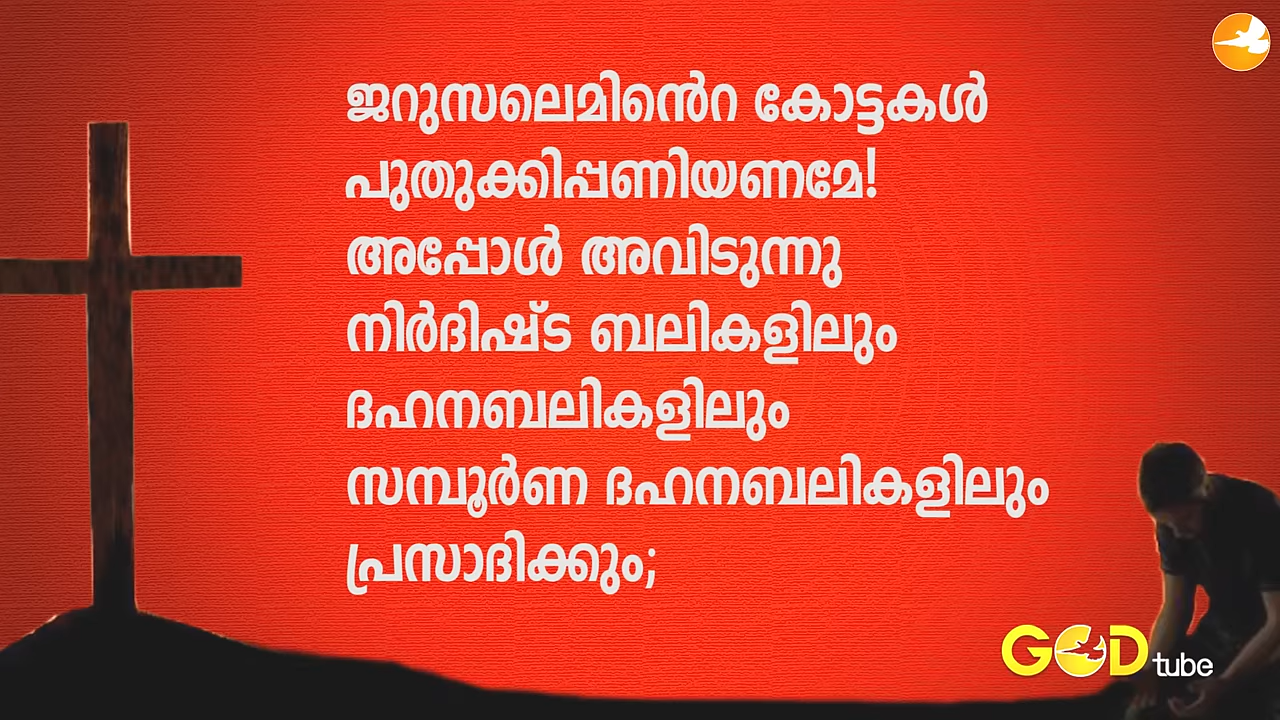 ജറുസലെമിൻെറ കോട്ടകൾ
പുതുക്കിപ്പണിയണമേ!
അപ്പോൾ അവിടുന്നു
നിർദിഷ്ട ബലികളിലും
ദഹനബലികളിലും
സമ്പൂർണ ദഹനബലികളിലും
പ്രസാദിക്കും;
GOD tube